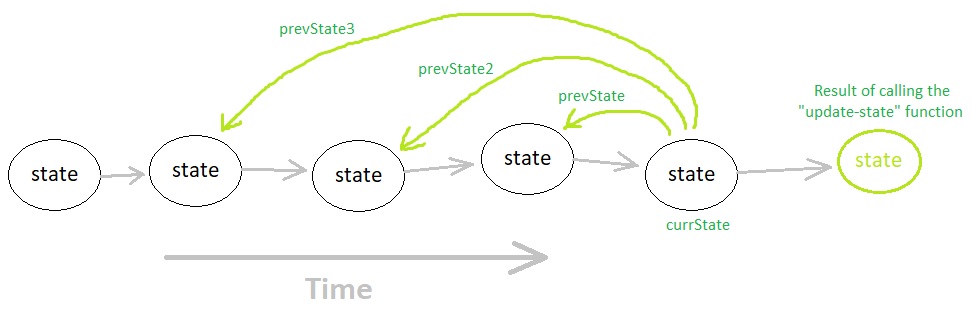 prevState3
prevState2
prevState
Result of calling the
"update-state" function
state
state
state
state
state
state
currState
Time